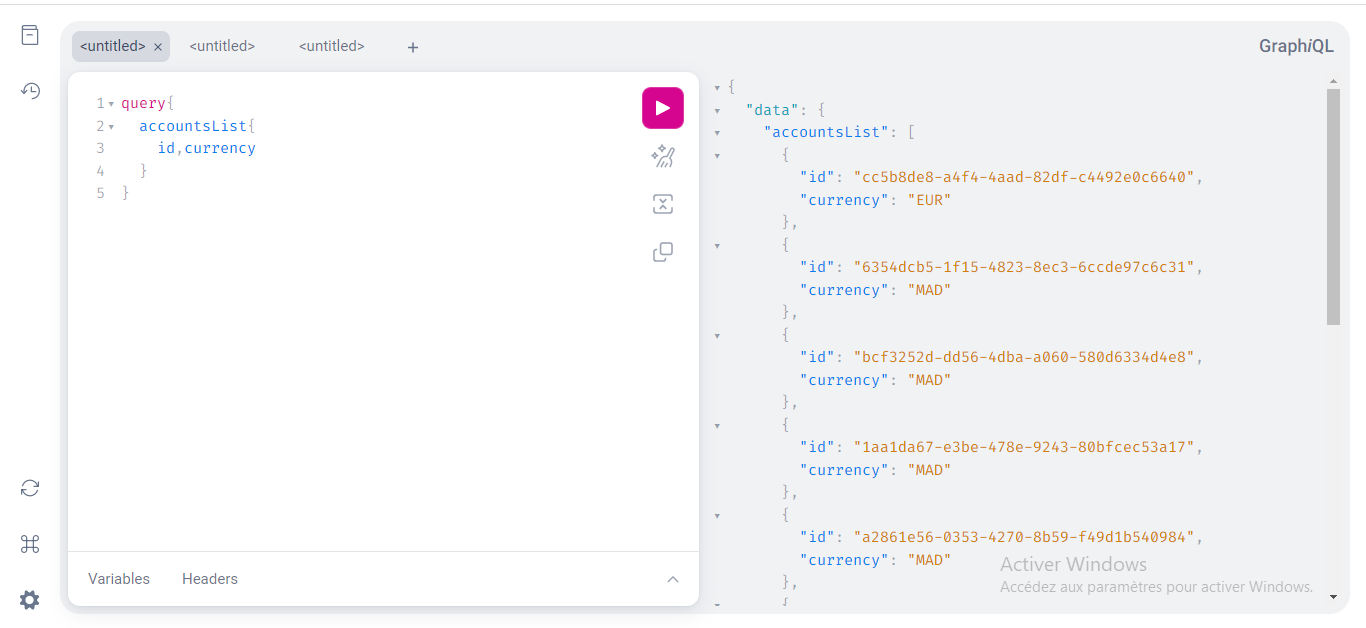 <untitled> × <untitled> <untitled> +
GraphiQL
1 query{
2 accountsList{
3 id,currency
4 }
5 }
Variables Headers
{
"data": {
"accountsList": [
{
"id": "cc5b8de8-a4f4-4aad-82df-c4492e0c6640",
"currency": "EUR"
},
{
"id": "6354dcb5-1f15-4823-8ec3-6ccde97c6c31",
"currency": "MAD"
},
{
"id": "bcf3252d-dd56-4dba-a060-580d6334d4e8",
"currency": "MAD"
},
{
"id": "1aa1da67-e3be-478e-9243-80bfcec53a17",
"currency": "MAD"
},
{
"id": "a2861e56-0353-4270-8b59-f49d1b540984",
"currency": "MAD"
},
{
Activer Windows
Accédez aux paramètres pour activer Windows.